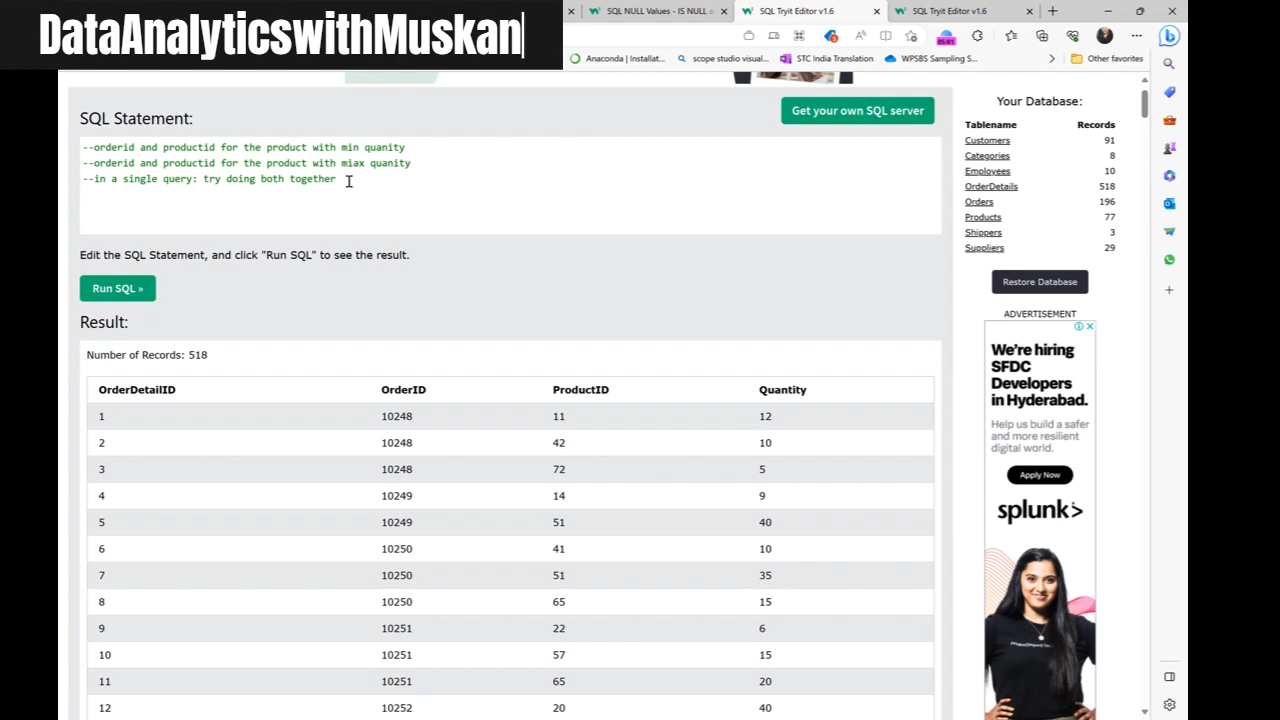 DataAnalyticswithMuskan
SQL NULL Values - IS NULL a
SQL Tryit Editor v1.6
SQL Tryit Editor v1.6
Anaconda | Installat...
scope studio visual...
STC India Translation
WPSBS Sampling S...
Other favorites
SQL Statement:
Get your own SQL server
--orderid and productid for the product with min quanity
--orderid and productid for the product with miax quanity
--in a single query: try doing both together
Edit the SQL Statement, and click "Run SQL" to see the result.
Run SQL »
Result:
Number of Records: 518
OrderDetailID OrderID ProductID Quantity
1 10248 11 12
2 10248 42 10
3 10248 72 5
4 10249 14 9
5 10249 51 40
6 10250 41 10
7 10250 51 35
8 10250 65 15
9 10251 22 6
10 10251 57 15
11 10251 65 20
12 10252 20 40
Your Database:
Tablename Records
Customers 91
Categories 8
Employees 10
OrderDetails 518
Orders 196
Products 77
Shippers 3
Suppliers 29
Restore Database
ADVERTISEMENT
We're hiring
SFDC
Developers
in Hyderabad.
Help us build a safer
and more resilient
digital world.
Apply Now
splunk>